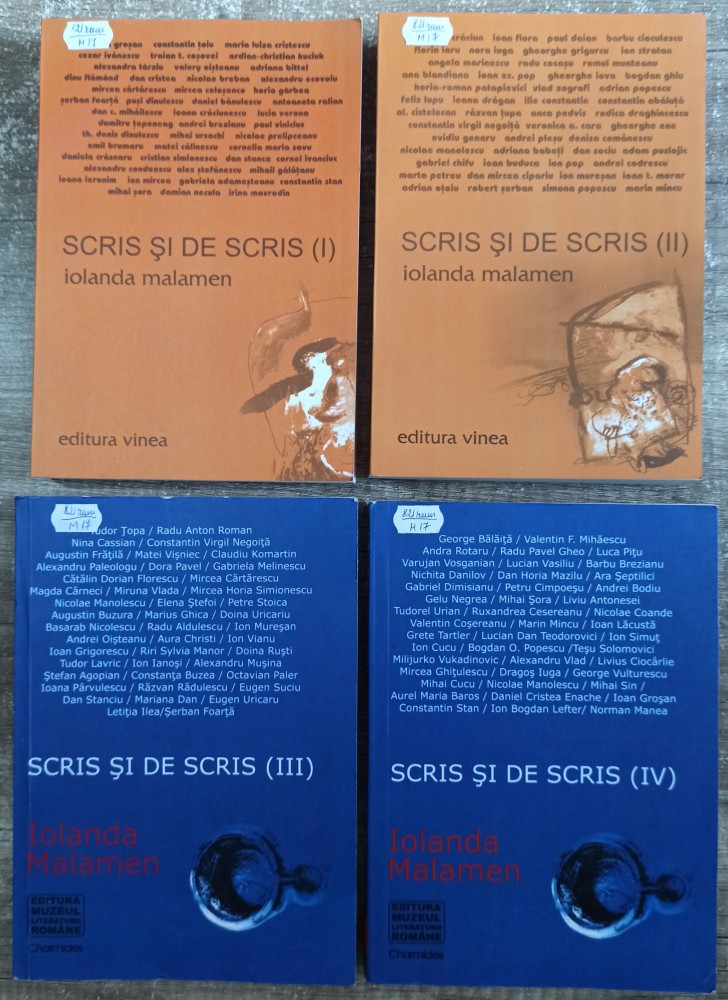 821rum
M17
groșan constantin țoiu maria luiza cristescu
cezar ivănescu traian t. coșovei ardian-christian kuciuk
alexandra târziu valery oișteanu adriana bittel
dinu flămând dan cristea nicolae breban alexandru ecovoiu
mircea cărtărescu mircea coloșenco horia gârbea
șerban foarță puși dinulescu daniel bănulescu antoaneta ralian
dan c. mihăilescu ioana crăciunescu lucia verona
dumitru țepeneag andrei brezianu paul vinicius
th. denis dinulescu mihai ursachi nicolae prelipceanu
emil brumaru matei călinescu cornelia maria savu
daniela crăsnaru cristian simionescu dan stanca cornel ivanciuc
alexandru condeescu alex ștefănescu mihail gălățanu
ioana ieronim ion mircea gabriela adameșteanu constantin stan
mihai șora damian necula irina mavrodin
SCRIS ȘI DE SCRIS (I)
iolanda malamen
editura vinea
821rum
M17
crăciun ioan flora paul daian barbu cioculescu
florin iaru nora iuga gheorghe grigurcu ion stratan
angela marinescu radu cosașu romul munteanu
ana blandiana ioan es. pop gheorghe iova bogdan ghiu
horia-roman patapievici vlad zografi adrian popescu
felix lupu ioana drăgan ilie constantin constantin abăluță
al. cistelecan răzvan țupa anca pedvis rodica draghincescu
constantin virgil negoiță veronica a. cara gheorghe ene
ovidiu genaru andrei pleșu denisa comănescu
nicolae manolescu adriana babeți dan sociu adam puslojic
gabriel chifu ioan buduca ion pop andrei codrescu
marta petreu dan mircea cipariu ion mureșan ioan t. morar
adrian oțoiu robert șerban simona popescu marin mincu
SCRIS ȘI DE SCRIS (II)
iolanda malamen
editura vinea
821rum
M17
Tudor Țopa / Radu Anton Roman
Nina Cassian / Constantin Virgil Negoiță
Augustin Frățilă / Matei Vișniec / Claudiu Komartin
Alexandru Paleologu / Dora Pavel / Gabriela Melinescu
Cătălin Dorian Florescu / Mircea Cărtărescu
Magda Cârneci / Miruna Vlada / Mircea Horia Simionescu
Nicolae Manolescu / Elena Ștefoi / Petre Stoica
Augustin Buzura / Marius Ghica / Doina Uricariu
Basarab Nicolescu / Radu Aldulescu / Ion Mureșan
Andrei Oișteanu / Aura Christi / Ion Vianu
Ioan Grigorescu / Riri Sylvia Manor / Doina Ruști
Tudor Lavric / Ion Ianoși / Alexandru Mușina
Ștefan Agopian / Constanța Buzea / Octavian Paler
Ioana Pârvulescu / Răzvan Rădulescu / Eugen Suciu
Dan Stanciu / Mariana Dan / Eugen Uricaru
Letiția Ilea/Șerban Foarță
SCRIS ȘI DE SCRIS (III)
Iolanda
Malamen
EDITURA
MUZEUL
LITERATURII
ROMÂNE
Charmides
821rum
M17
George Bălăiță / Valentin F. Mihăescu
Andra Rotaru / Radu Pavel Gheo / Luca Pițu
Varujan Vosganian / Lucian Vasiliu / Barbu Brezianu
Nichita Danilov / Dan Horia Mazilu / Ara Șeptilici
Gabriel Dimisianu / Petru Cimpoeșu / Andrei Bodiu
Gelu Negrea / Mihai Șora / Liviu Antonesei
Tudorel Urian / Ruxandrea Cesereanu / Nicolae Coande
Valentin Coșereanu / Marin Mincu / Ioan Lăcustă
Grete Tartler / Lucian Dan Teodorovici / Ion Simuț
Ion Cucu / Bogdan O. Popescu /Teșu Solomovici
Milijurko Vukadinovic / Alexandru Vlad / Livius Ciocârlie
Mircea Ghițulescu / Dragoș Iuga / George Vulturescu
Mihai Cucu / Nicolae Manolescu / Mihai Sin /
Aurel Maria Baros / Daniel Cristea Enache / Ioan Groșan
Constantin Stan / Ion Bogdan Lefter/ Norman Manea
SCRIS ȘI DE SCRIS (IV)
Iolanda
Malamen
EDITURA
MUZEUL
LITERATURII
ROMÂNE
Charmides